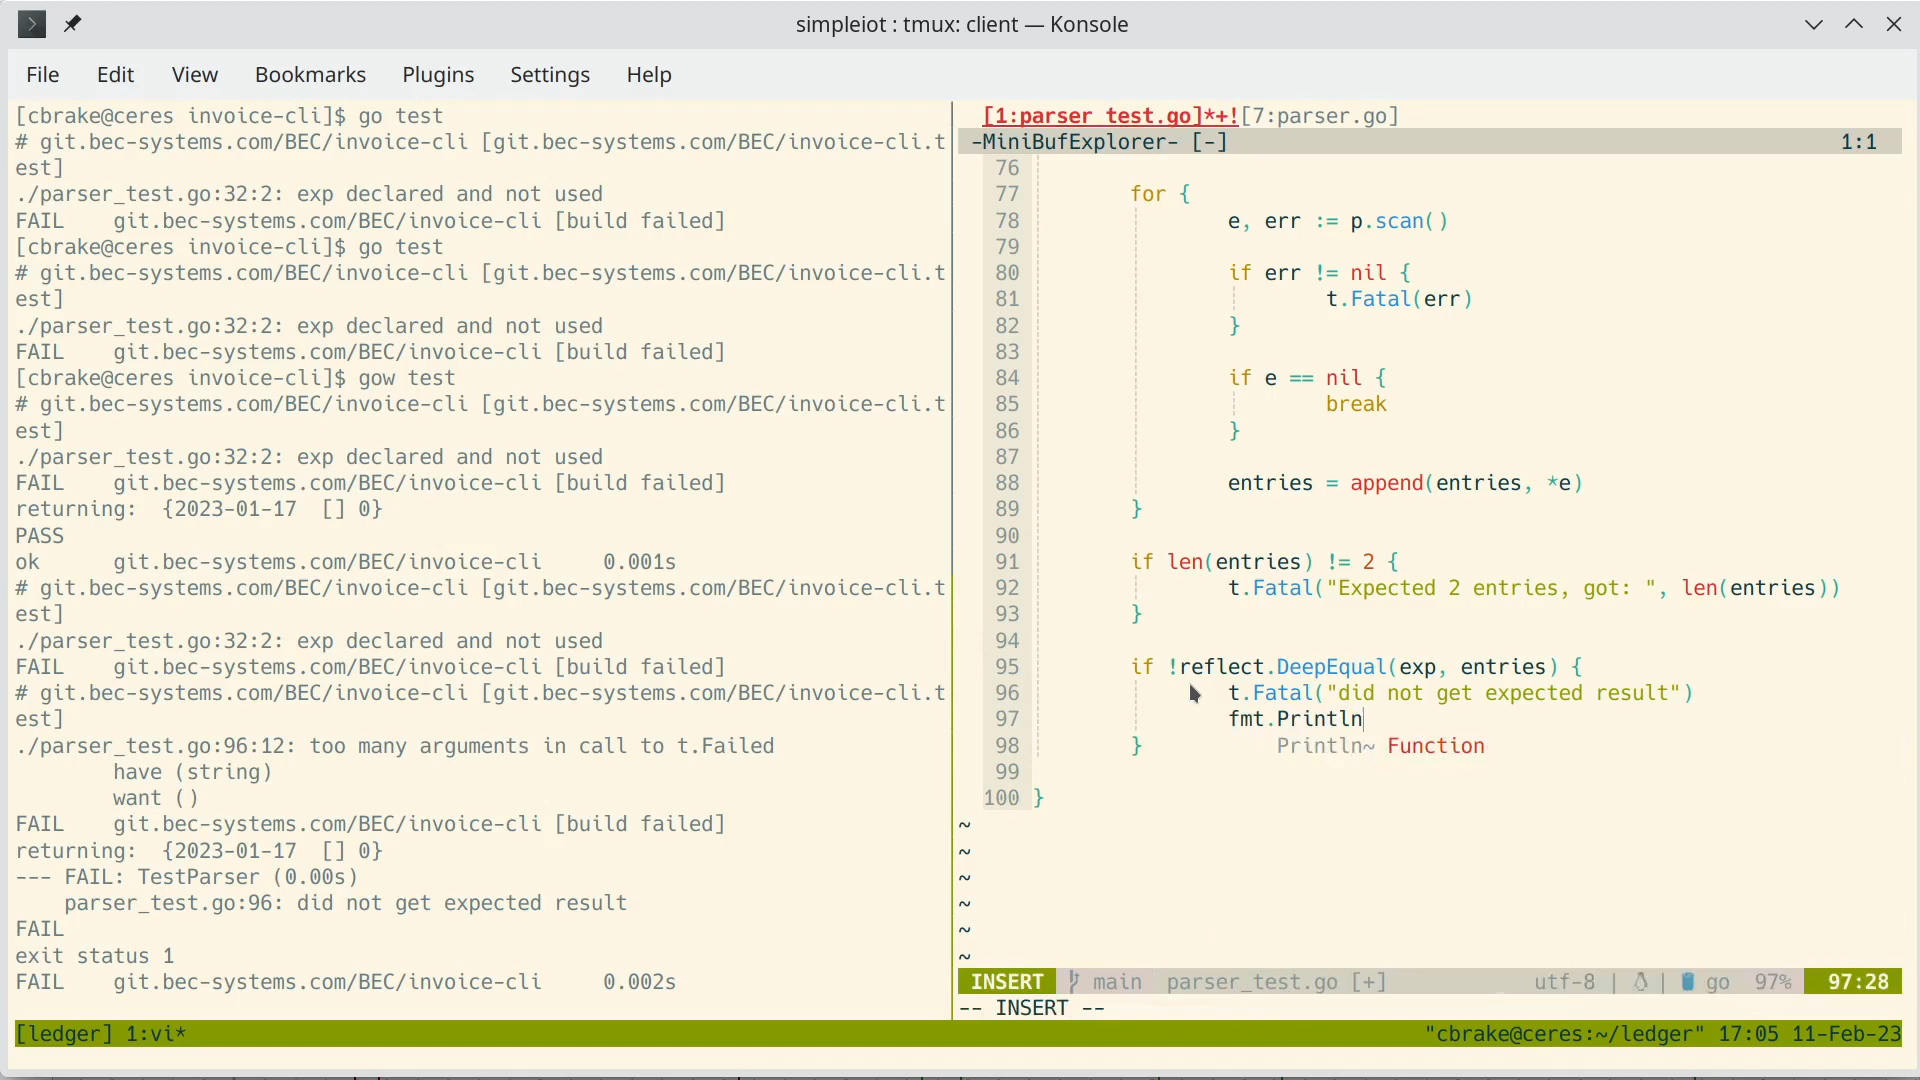 simpleiot : tmux: client — Konsole
File Edit View Bookmarks Plugins Settings Help
[cbrake@ceres invoice-cli]$ go test
# git.bec-systems.com/BEC/invoice-cli [git.bec-systems.com/BEC/invoice-cli.t
est]
./parser_test.go:32:2: exp declared and not used
FAIL    git.bec-systems.com/BEC/invoice-cli [build failed]
[cbrake@ceres invoice-cli]$ go test
# git.bec-systems.com/BEC/invoice-cli [git.bec-systems.com/BEC/invoice-cli.t
est]
./parser_test.go:32:2: exp declared and not used
FAIL    git.bec-systems.com/BEC/invoice-cli [build failed]
[cbrake@ceres invoice-cli]$ gow test
# git.bec-systems.com/BEC/invoice-cli [git.bec-systems.com/BEC/invoice-cli.t
est]
./parser_test.go:32:2: exp declared and not used
FAIL    git.bec-systems.com/BEC/invoice-cli [build failed]
returning:  {2023-01-17  [] 0}
PASS
ok      git.bec-systems.com/BEC/invoice-cli     0.001s
# git.bec-systems.com/BEC/invoice-cli [git.bec-systems.com/BEC/invoice-cli.t
est]
./parser_test.go:32:2: exp declared and not used
FAIL    git.bec-systems.com/BEC/invoice-cli [build failed]
# git.bec-systems.com/BEC/invoice-cli [git.bec-systems.com/BEC/invoice-cli.t
est]
./parser_test.go:96:12: too many arguments in call to t.Failed
        have (string)
        want ()
FAIL    git.bec-systems.com/BEC/invoice-cli [build failed]
returning:  {2023-01-17  [] 0}
--- FAIL: TestParser (0.00s)
    parser_test.go:96: did not get expected result
FAIL
exit status 1
FAIL    git.bec-systems.com/BEC/invoice-cli     0.002s
[1:parser_test.go]*+![7:parser.go]
-MiniBufExplorer- [-] 1:1
76
77 for {
78 e, err := p.scan()
79
80 if err != nil {
81 t.Fatal(err)
82 }
83
84 if e == nil {
85 break
86 }
87
88 entries = append(entries, *e)
89 }
90
91 if len(entries) != 2 {
92 t.Fatal("Expected 2 entries, got: ", len(entries))
93 }
94
95 if !reflect.DeepEqual(exp, entries) {
96 t.Fatal("did not get expected result")
97 fmt.Println
98 } Println~ Function
99
100 }
~
~
~
~
~
~
INSERT main parser_test.go [+] utf-8 | | go 97% 97:28
-- INSERT --
[ledger] 1:vi* "cbrake@ceres:~/ledger" 17:05 11-Feb-23